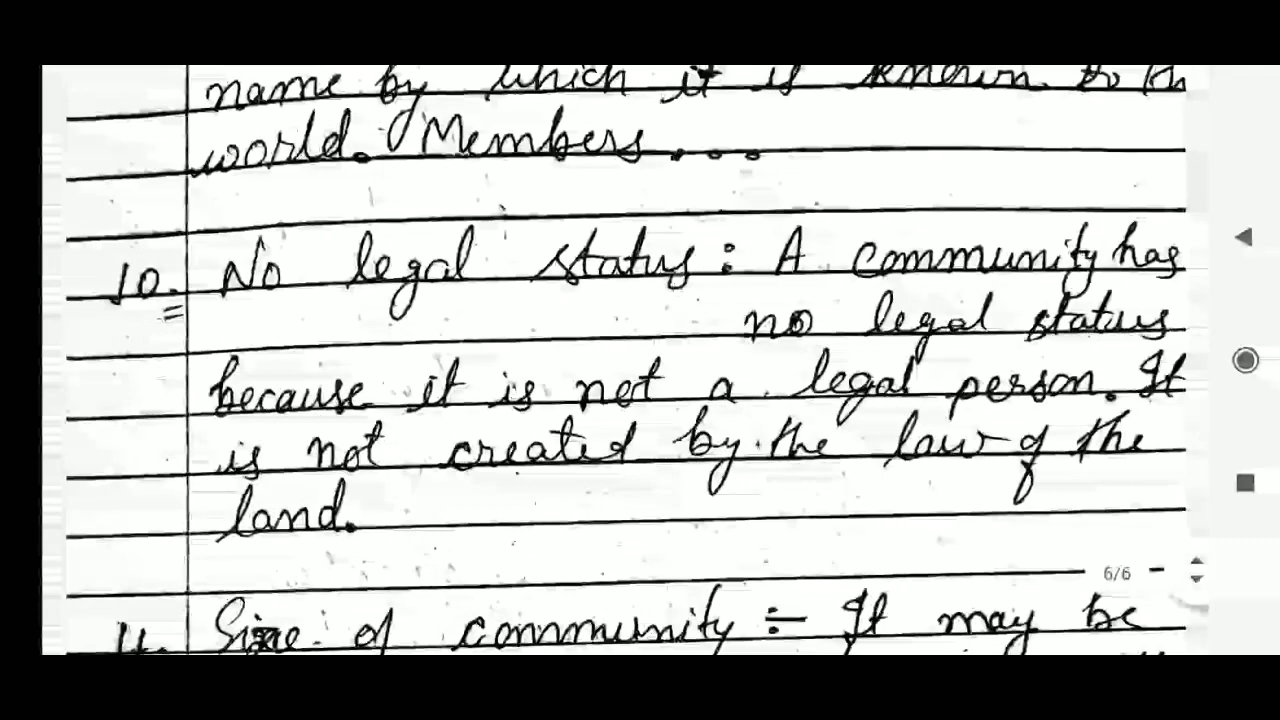 name by which it is known to th
world. Members....
10. No legal status: A community has
no legal status
because it is not a legal person. It
is not created by the law of the
land.
6/6
11. Size of community :- It may be